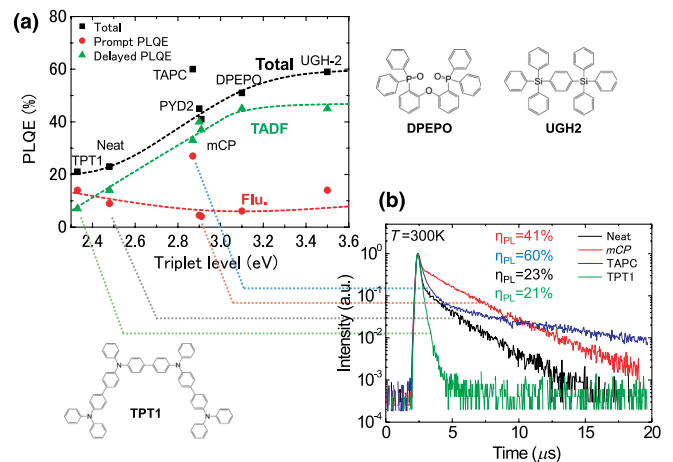 (a)
Total
Prompt PLQE
Delayed PLQE
80
60
40
20
0
PLQE (%)
TAPC
Total
UGH-2
DPEPO
PYD2
TADF
mCP
TPT1
Neat
Flu.
2.4 2.6 2.8 3.0 3.2 3.4 3.6
Triplet level (eV)
P=O O=P
O
DPEPO
Si Si
UGH2
N N
N N
TPT1
(b)
T=300K
ηPL=41%
ηPL=60%
ηPL=23%
ηPL=21%
Neat
mCP
TAPC
TPT1
10⁰
10⁻¹
10⁻²
10⁻³
10⁻⁴
Intensity (a.u.)
0 5 10 15 20
Time (μs)